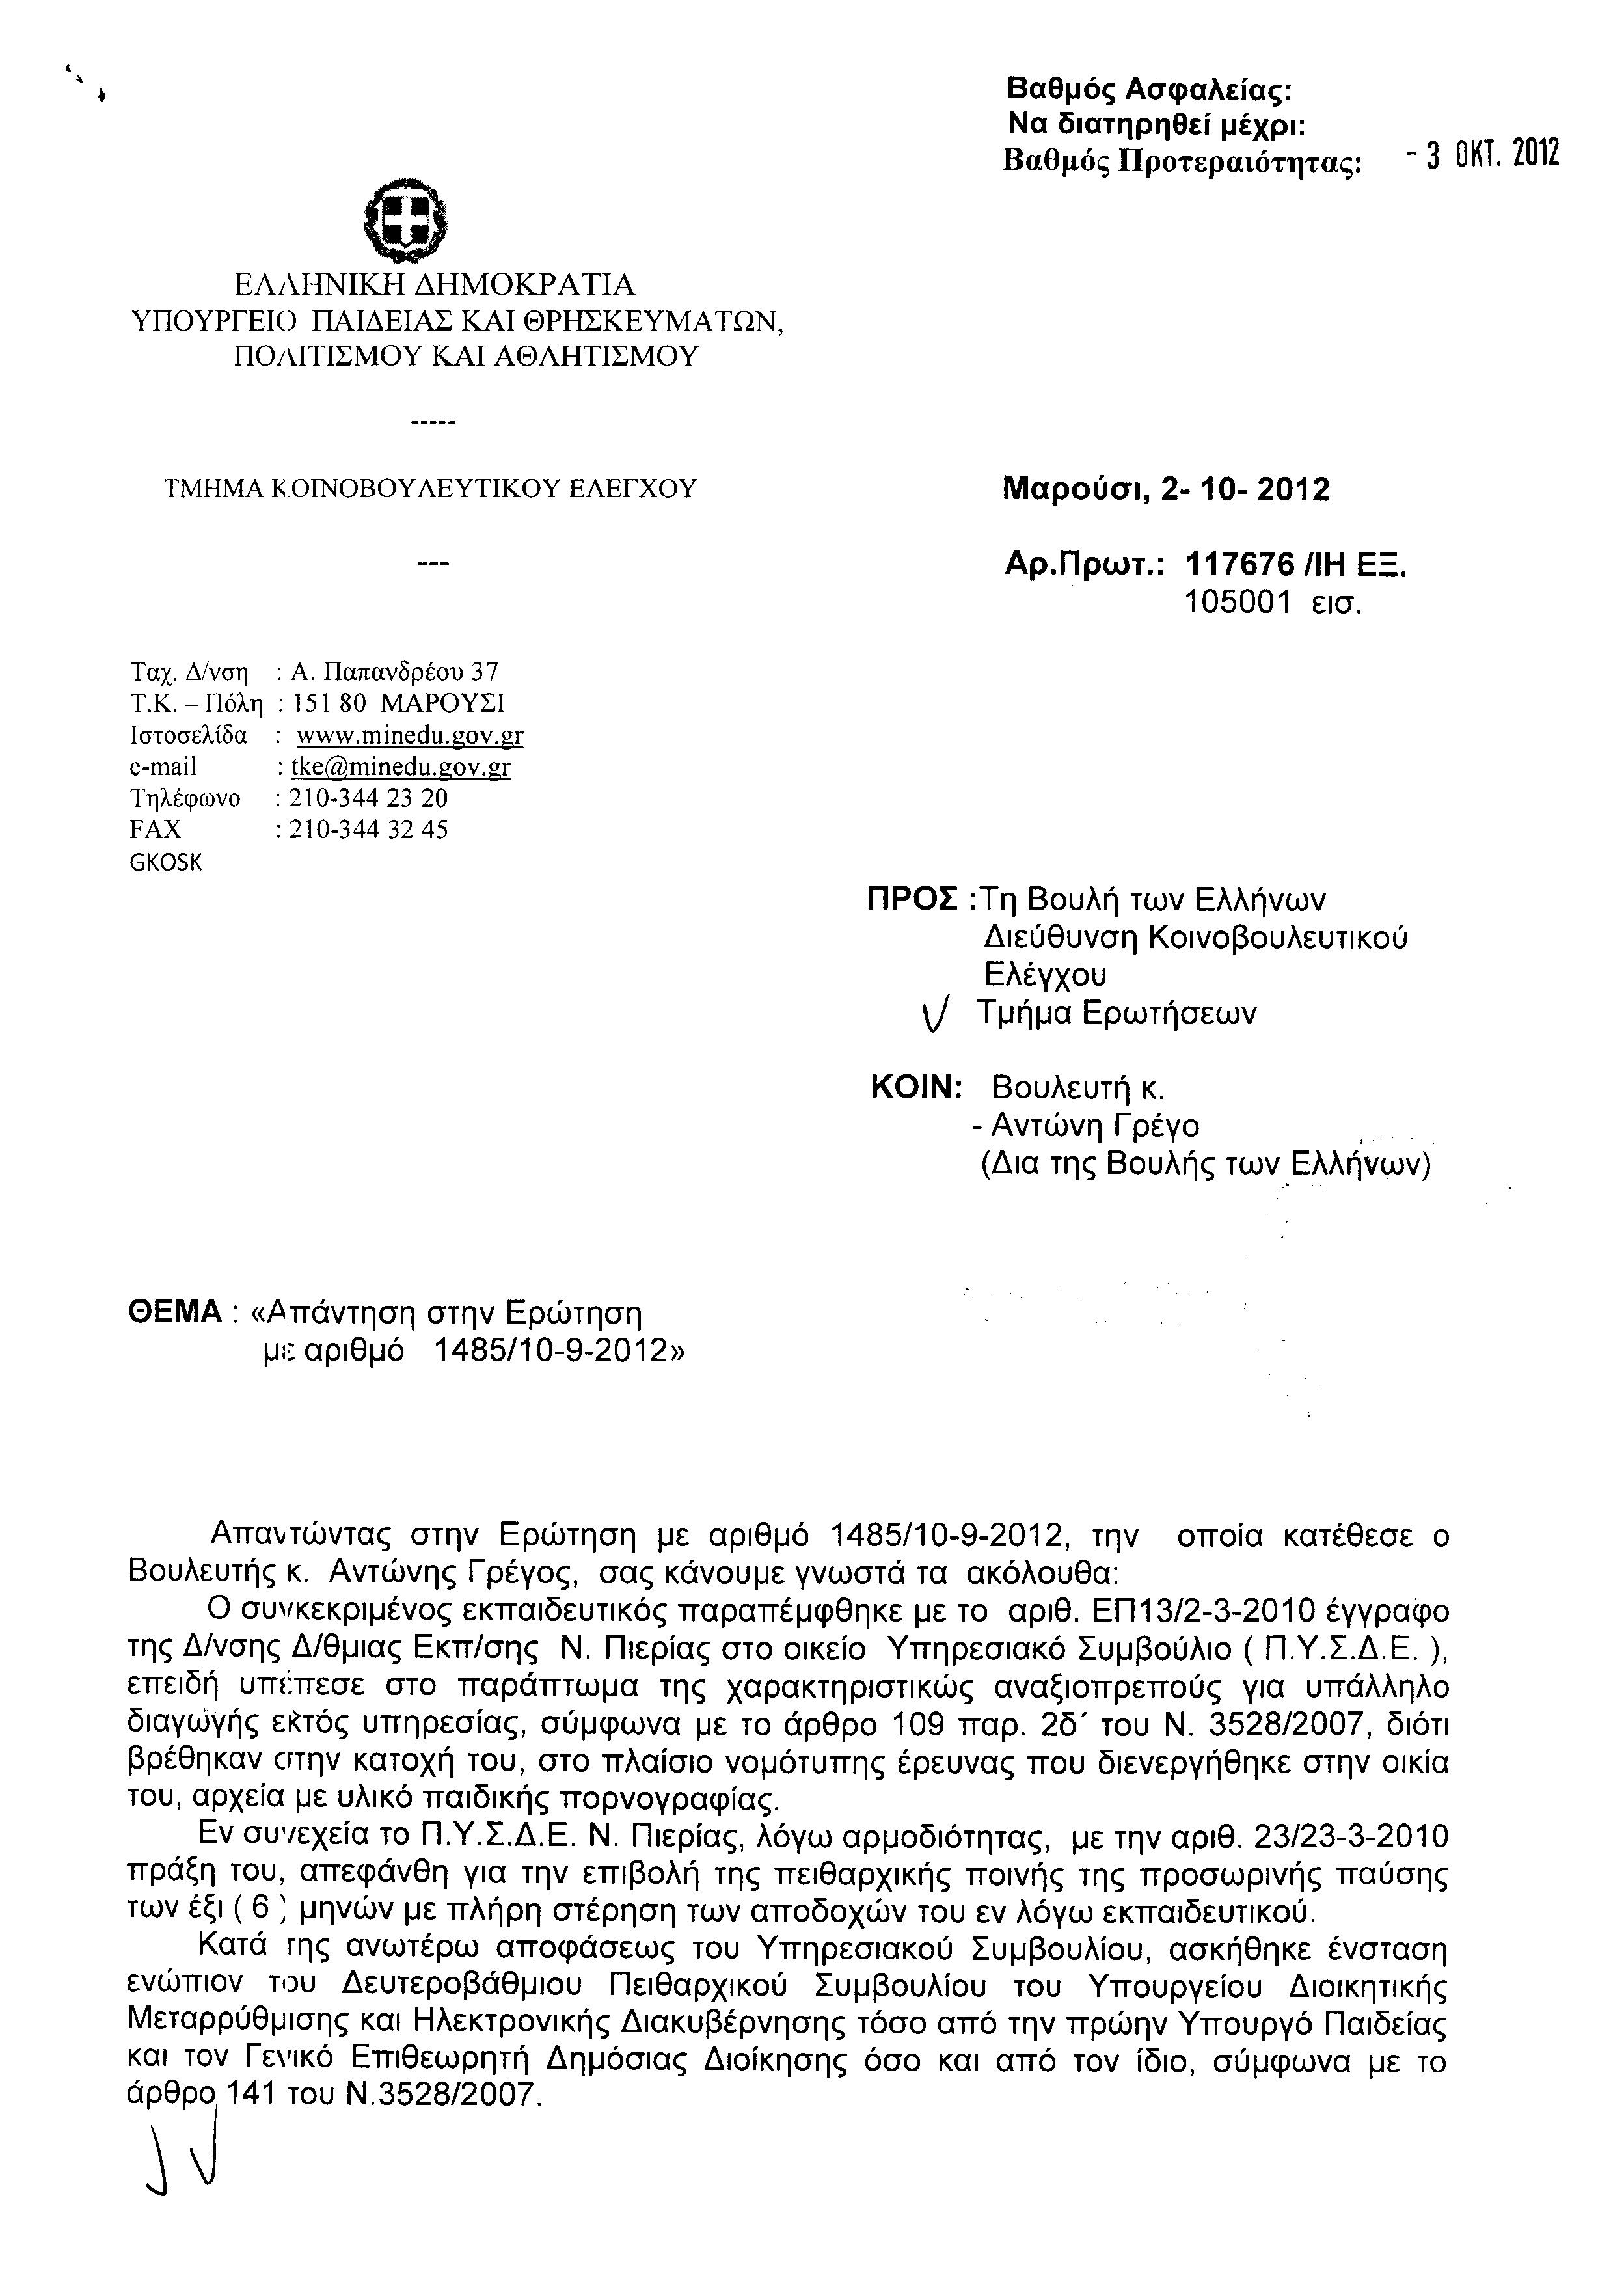 Βαθμός Ασφαλείας:
Να διατηρηθεί μέχρι:
Βαθμός Προτεραιότητας: - 3 ΟΚΤ. 2012
ΕΛΛΗΝΙΚΗ ΔΗΜΟΚΡΑΤΙΑ
ΥΠΟΥΡΓΕΙΟ ΠΑΙΔΕΙΑΣ ΚΑΙ ΘΡΗΣΚΕΥΜΑΤΩΝ,
ΠΟΛΙΤΙΣΜΟΥ ΚΑΙ ΑΘΛΗΤΙΣΜΟΥ
-----
ΤΜΗΜΑ ΚΟΙΝΟΒΟΥΛΕΥΤΙΚΟΥ ΕΛΕΓΧΟΥ
---
Μαρούσι, 2- 10- 2012
Αρ.Πρωτ.: 117676 /ΙΗ ΕΞ.
105001 εισ.
Ταχ. Δ/νση : Α. Παπανδρέου 37
Τ.Κ. – Πόλη : 151 80 ΜΑΡΟΥΣΙ
Ιστοσελίδα : www.minedu.gov.gr
e-mail : tke@minedu.gov.gr
Τηλέφωνο : 210-344 23 20
FAX : 210-344 32 45
GKOSK
ΠΡΟΣ :Τη Βουλή των Ελλήνων
Διεύθυνση Κοινοβουλευτικού
Ελέγχου
Τμήμα Ερωτήσεων
ΚΟΙΝ: Βουλευτή κ.
- Αντώνη Γρέγο
(Δια της Βουλής των Ελλήνων)
ΘΕΜΑ : «Απάντηση στην Ερώτηση
με αριθμό 1485/10-9-2012»
Απαντώντας στην Ερώτηση με αριθμό 1485/10-9-2012, την οποία κατέθεσε ο
Βουλευτής κ. Αντώνης Γρέγος, σας κάνουμε γνωστά τα ακόλουθα:
Ο συγκεκριμένος εκπαιδευτικός παραπέμφθηκε με το αριθ. ΕΠ13/2-3-2010 έγγραφο
της Δ/νσης Δ/θμιας Εκπ/σης Ν. Πιερίας στο οικείο Υπηρεσιακό Συμβούλιο ( Π.Υ.Σ.Δ.Ε. ),
επειδή υπέπεσε στο παράπτωμα της χαρακτηριστικώς αναξιοπρεπούς για υπάλληλο
διαγωγής εκτός υπηρεσίας, σύμφωνα με το άρθρο 109 παρ. 2δ΄ του Ν. 3528/2007, διότι
βρέθηκαν στην κατοχή του, στο πλαίσιο νομότυπης έρευνας που διενεργήθηκε στην οικία
του, αρχεία με υλικό παιδικής πορνογραφίας.
Εν συνεχεία το Π.Υ.Σ.Δ.Ε. Ν. Πιερίας, λόγω αρμοδιότητας, με την αριθ. 23/23-3-2010
πράξη του, απεφάνθη για την επιβολή της πειθαρχικής ποινής της προσωρινής παύσης
των έξι ( 6 ) μηνών με πλήρη στέρηση των αποδοχών του εν λόγω εκπαιδευτικού.
Κατά της ανωτέρω αποφάσεως του Υπηρεσιακού Συμβουλίου, ασκήθηκε ένσταση
ενώπιον του Δευτεροβάθμιου Πειθαρχικού Συμβουλίου του Υπουργείου Διοικητικής
Μεταρρύθμισης και Ηλεκτρονικής Διακυβέρνησης τόσο από την πρώην Υπουργό Παιδείας
και τον Γενικό Επιθεωρητή Δημόσιας Διοίκησης όσο και από τον ίδιο, σύμφωνα με το
άρθρο 141 του Ν.3528/2007.